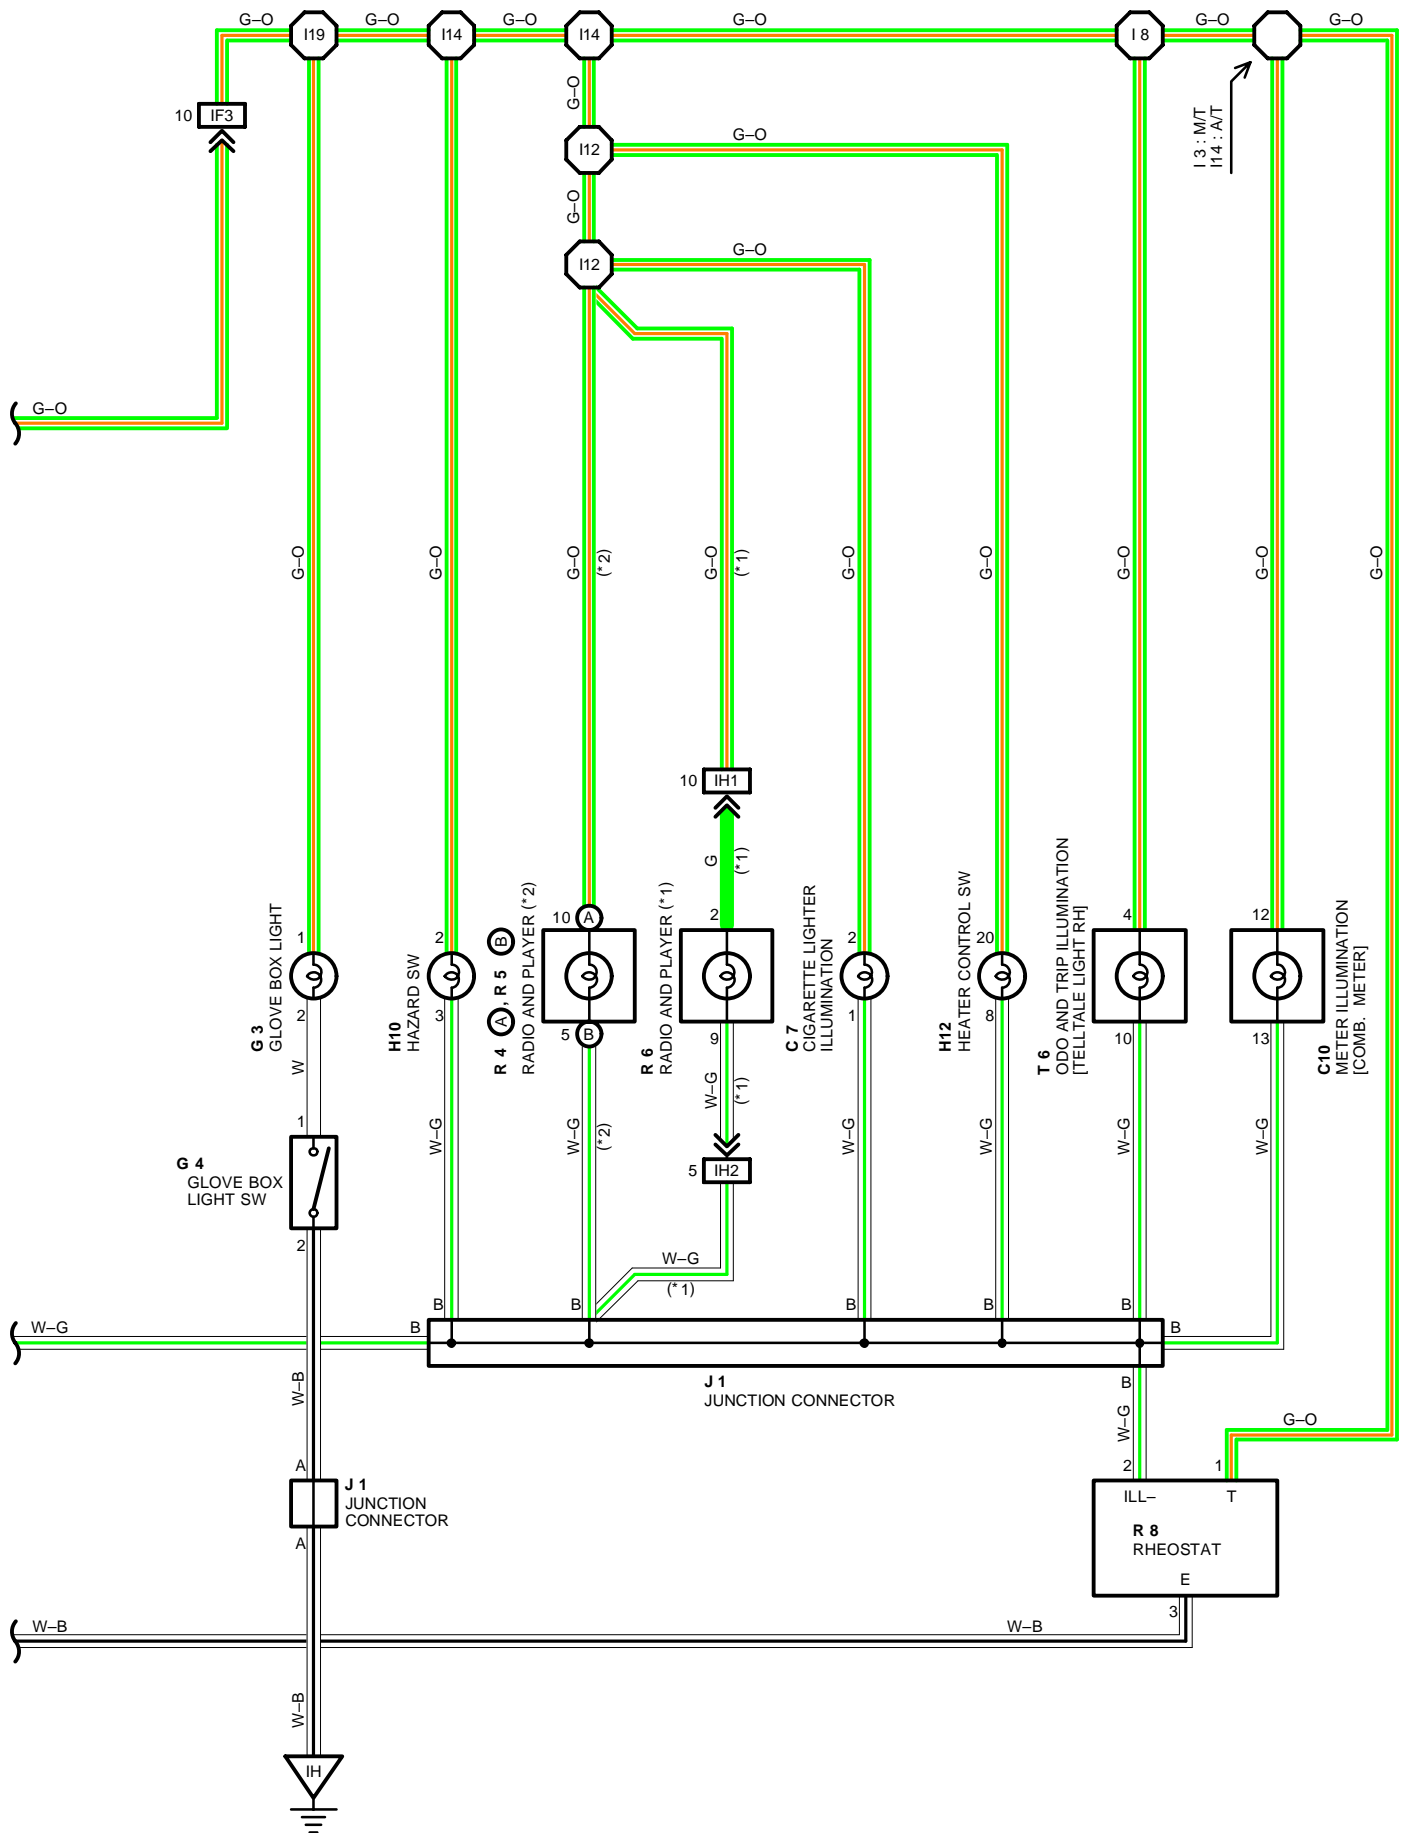 G–O G–O G–O G–O G–O G–O
I19 I14 I14 I 8
G–O
10 IF3
I 3 : M/T
I14 : A/T
I12 G–O
G–O
I12 G–O
G–O
G–O G–O G–O (*2) G–O (*1) G–O G–O G–O G–O G–O
10 IH1
G (*1)
G 3
GLOVE BOX LIGHT
1
2
H10
HAZARD SW
2
3
R 4 A , R 5 B
RADIO AND PLAYER (*2)
10 A
5 B
R 6
RADIO AND PLAYER (*1)
2
9
C 7
CIGARETTE LIGHTER
ILLUMINATION
2
1
H12
HEATER CONTROL SW
20
8
T 6
ODO AND TRIP ILLUMINATION
[TELLTALE LIGHT RH]
4
10
C10
METER ILLUMINATION
[COMB. METER]
12
13
W
W–G W–G (*2) W–G (*1) W–G W–G W–G W–G
1
G 4
GLOVE BOX
LIGHT SW
2
5 IH2
W–G
(*1)
B B B B B
W–G B B
J 1
JUNCTION CONNECTOR
W–B
B
W–G
G–O
A
J 1
JUNCTION
CONNECTOR
A
2 1
ILL– T
R 8
RHEOSTAT
E
3
W–B W–B
W–B
IH